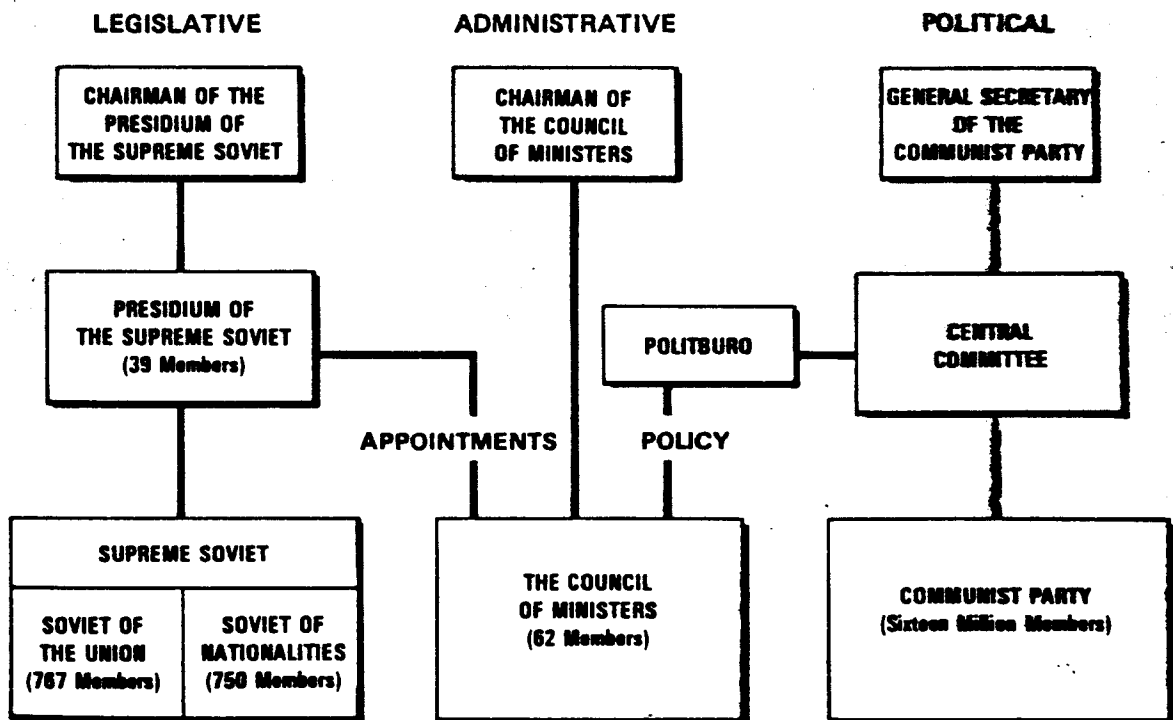 LEGISLATIVE
ADMINISTRATIVE
POLITICAL
CHAIRMAN OF THE
PRESIDIUM OF
THE SUPREME SOVIET
CHAIRMAN OF
THE COUNCIL
OF MINISTERS
GENERAL SECRETARY
OF THE
COMMUNIST PARTY
PRESIDIUM OF
THE SUPREME SOVIET
(39 Members)
POLITBURO
CENTRAL
COMMITTEE
APPOINTMENTS
POLICY
SUPREME SOVIET
SOVIET OF
THE UNION
(767 Members)
SOVIET OF
NATIONALITIES
(750 Members)
THE COUNCIL
OF MINISTERS
(62 Members)
COMMUNIST PARTY
(Sixteen Million Members)